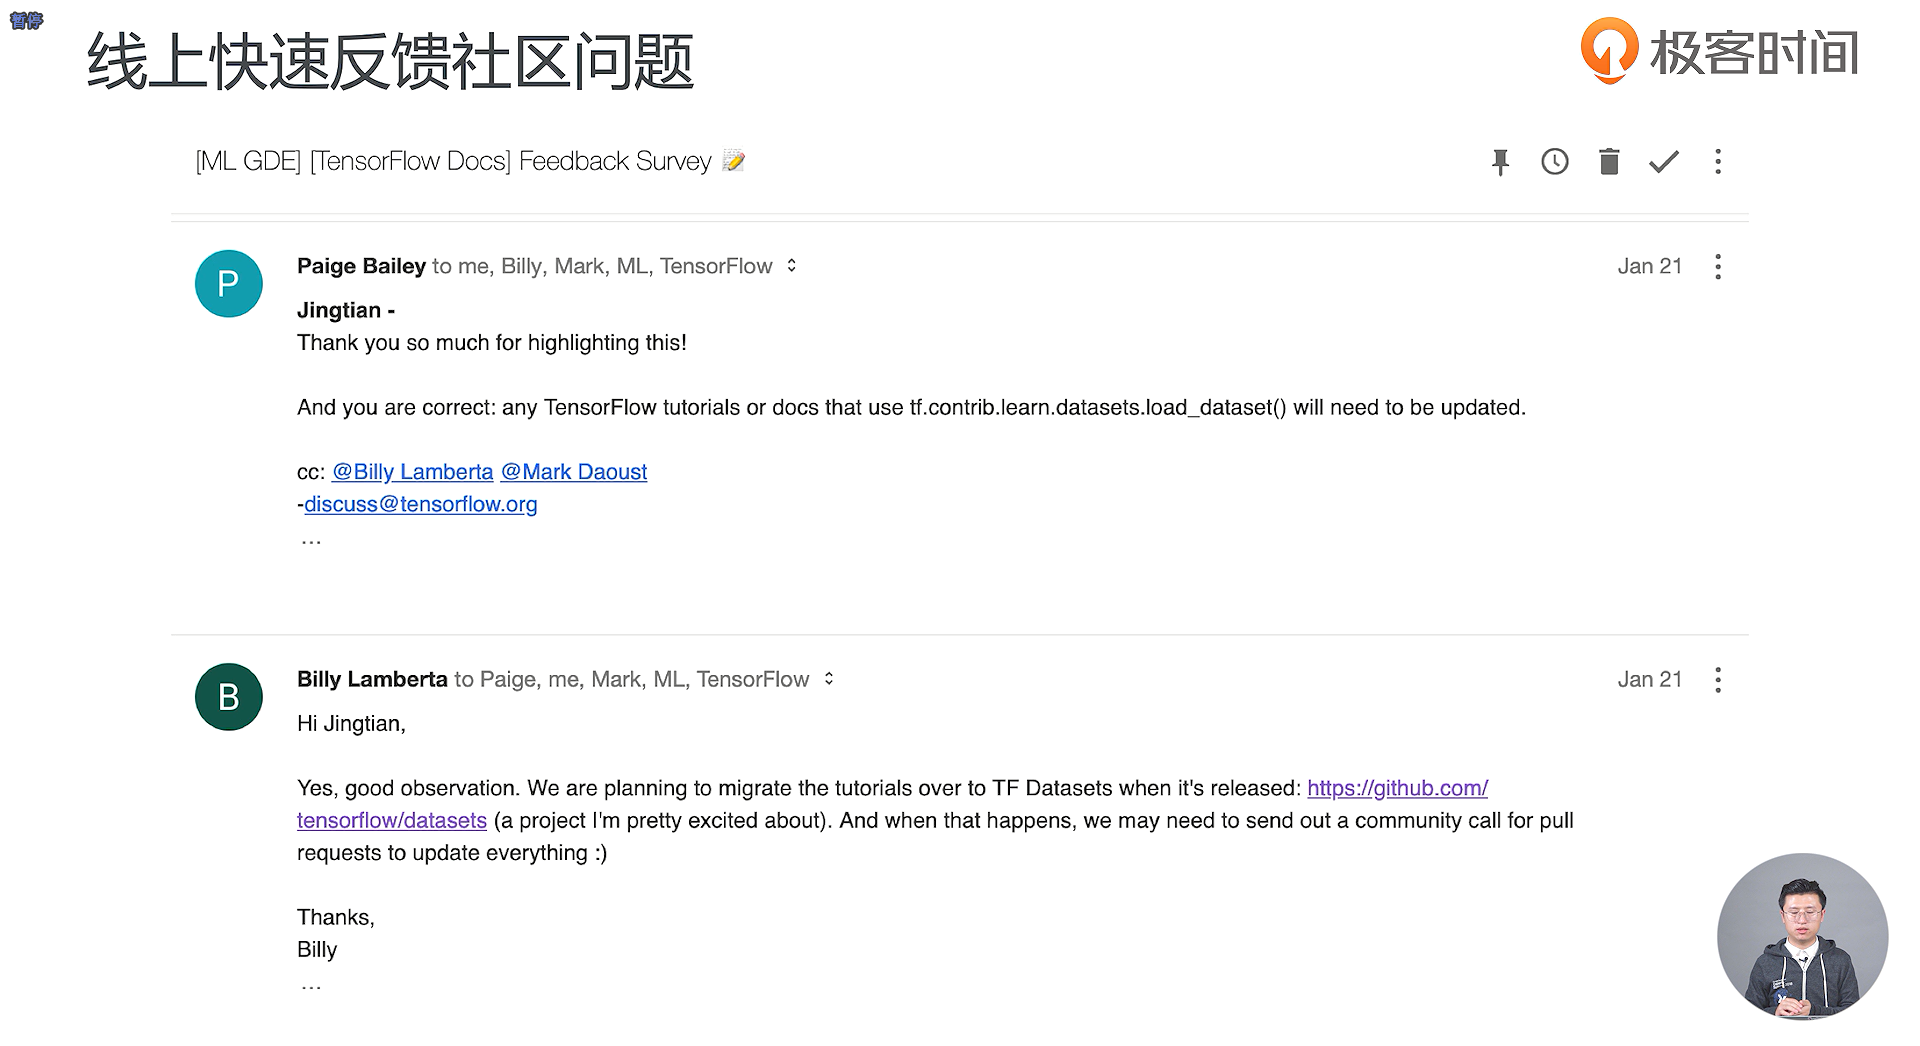 暂停
线上快速反馈社区问题
极客时间
[ML GDE] [TensorFlow Docs] Feedback Survey 📝
P
Paige Bailey to me, Billy, Mark, ML, TensorFlow
Jan 21
Jingtian -
Thank you so much for highlighting this!
And you are correct: any TensorFlow tutorials or docs that use tf.contrib.learn.datasets.load_dataset() will need to be updated.
cc: @Billy Lamberta @Mark Daoust
-discuss@tensorflow.org
...
B
Billy Lamberta to Paige, me, Mark, ML, TensorFlow
Jan 21
Hi Jingtian,
Yes, good observation. We are planning to migrate the tutorials over to TF Datasets when it's released: https://github.com/
tensorflow/datasets (a project I'm pretty excited about). And when that happens, we may need to send out a community call for pull
requests to update everything :)
Thanks,
Billy
...